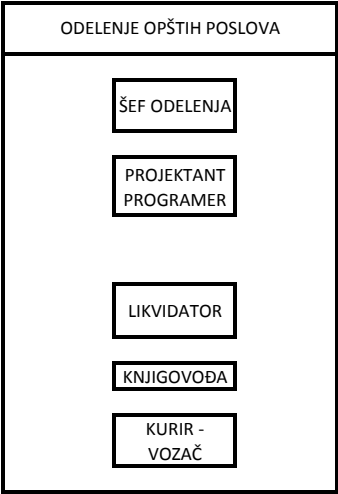 ODELENJE OPŠTIH POSLOVA
ŠEF ODELENJA
PROJEKTANT
PROGRAMER
LIKVIDATOR
KNJIGOVOĐA
KURIR -
VOZAČ